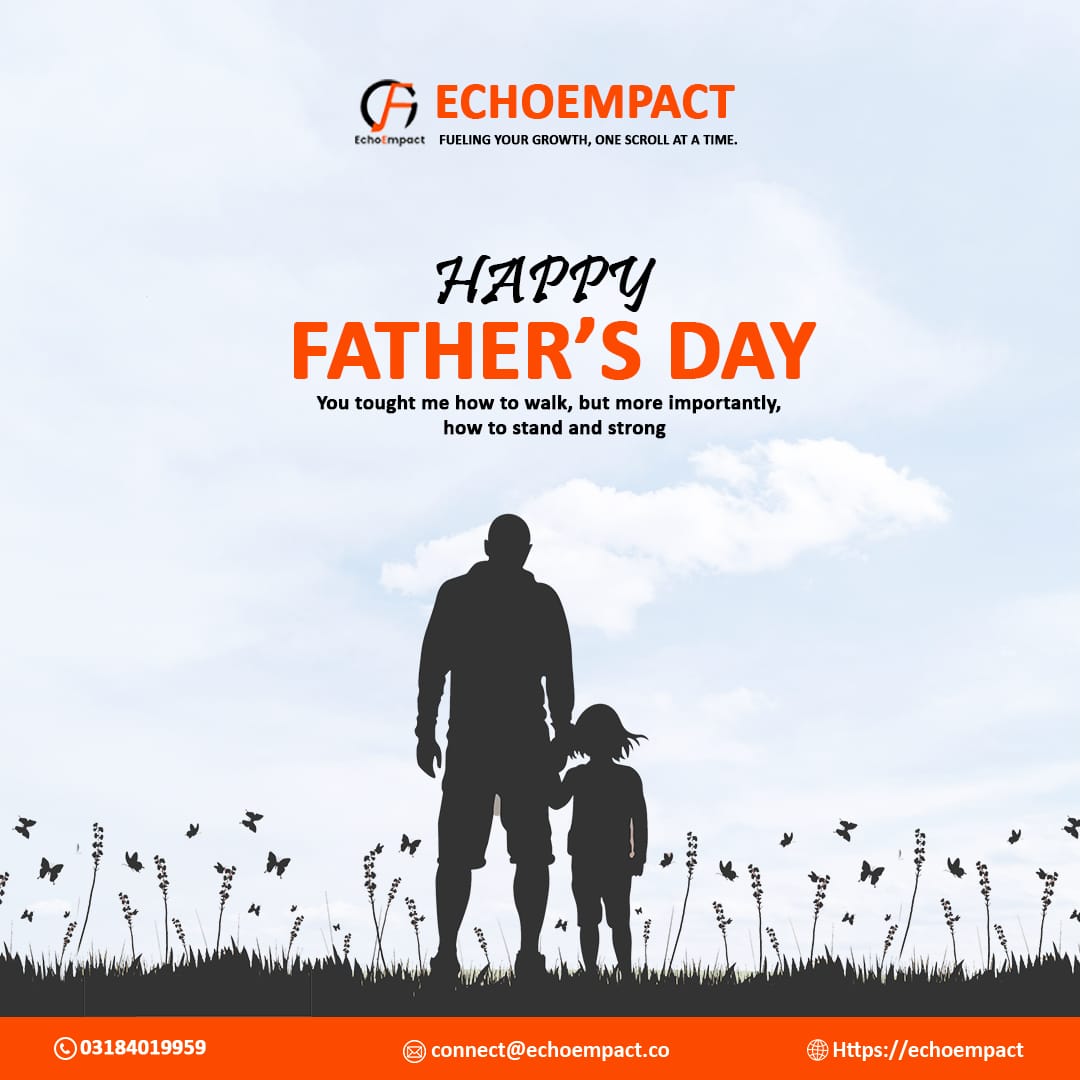 EchoEmpact
ECHOEMPACT
FUELING YOUR GROWTH, ONE SCROLL AT A TIME.
HAPPY
FATHER’S DAY
You tought me how to walk, but more importantly,
how to stand and strong
03184019959
connect@echoempact.co
Https://echoempact